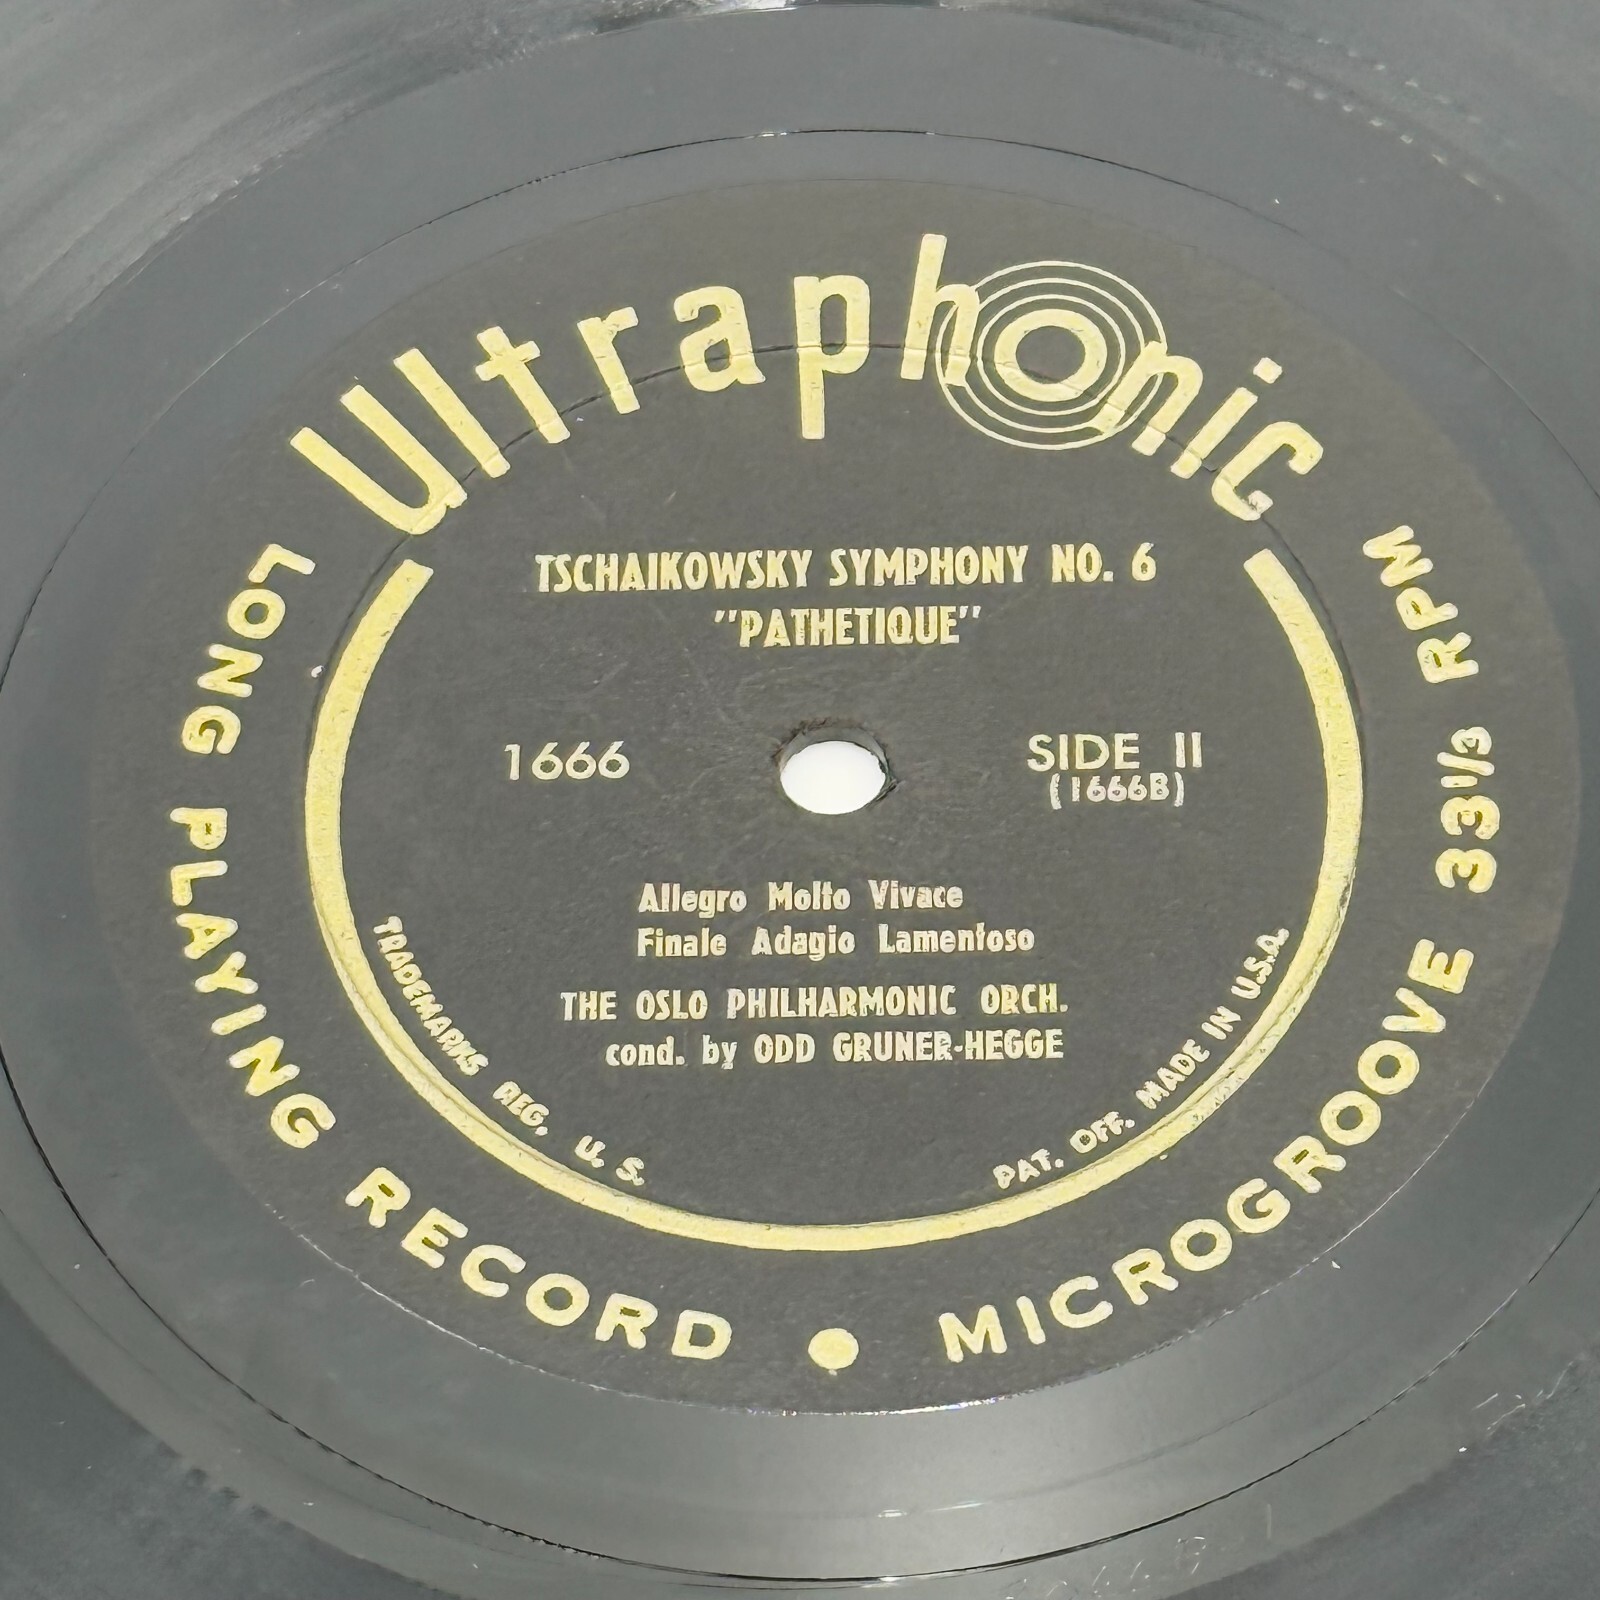 Ultraphonic
TSCHAIKOWSKY SYMPHONY NO. 6
"PATHETIQUE"
1666
SIDE II
(1666B)
Allegro Molto Vivace
Finale Adagio Lamentoso
THE OSLO PHILHARMONIC ORCH.
cond. by ODD GRUNER-HEGGE
TRADEMARKS REG. U. S. PAT. OFF. MADE IN U.S.A.
LONG PLAYING RECORD • MICROGROOVE 33⅓ RPM